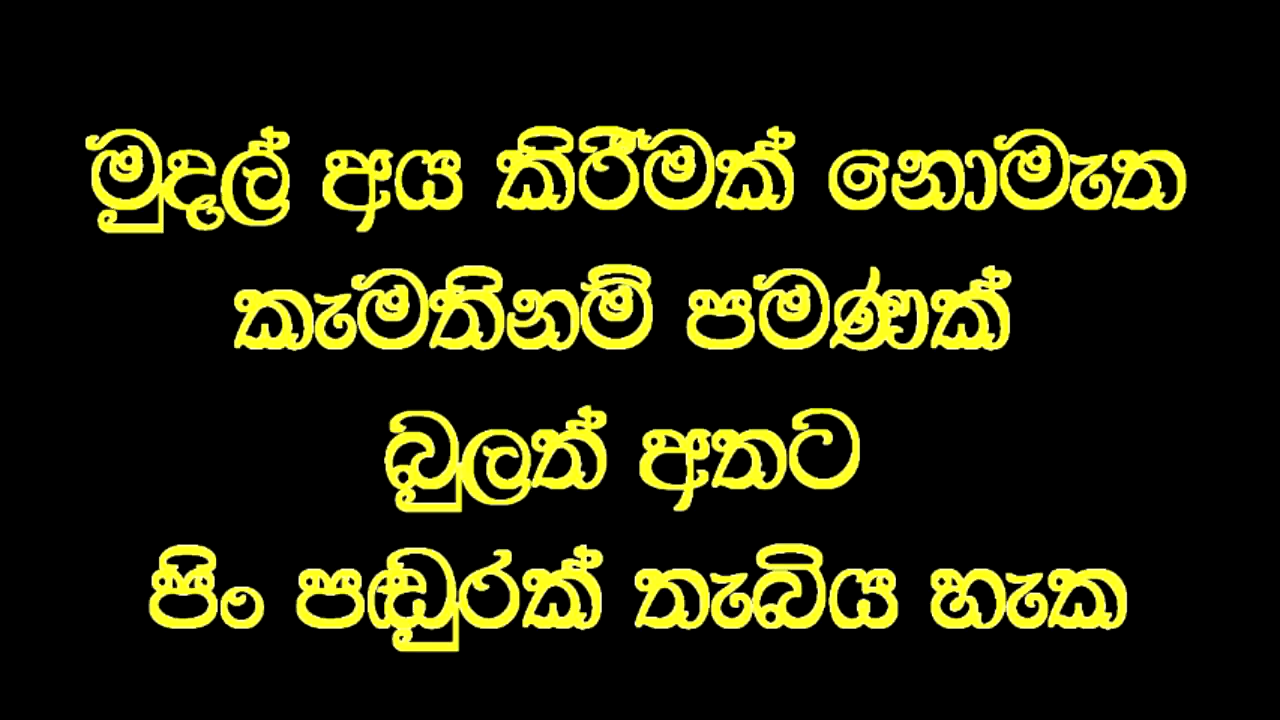 මුදල් අය කිරීමක් නොමැත
කැමතිනම් පමණක්
බුලත් අතට
පිං පඬුරක් තැබිය හැක